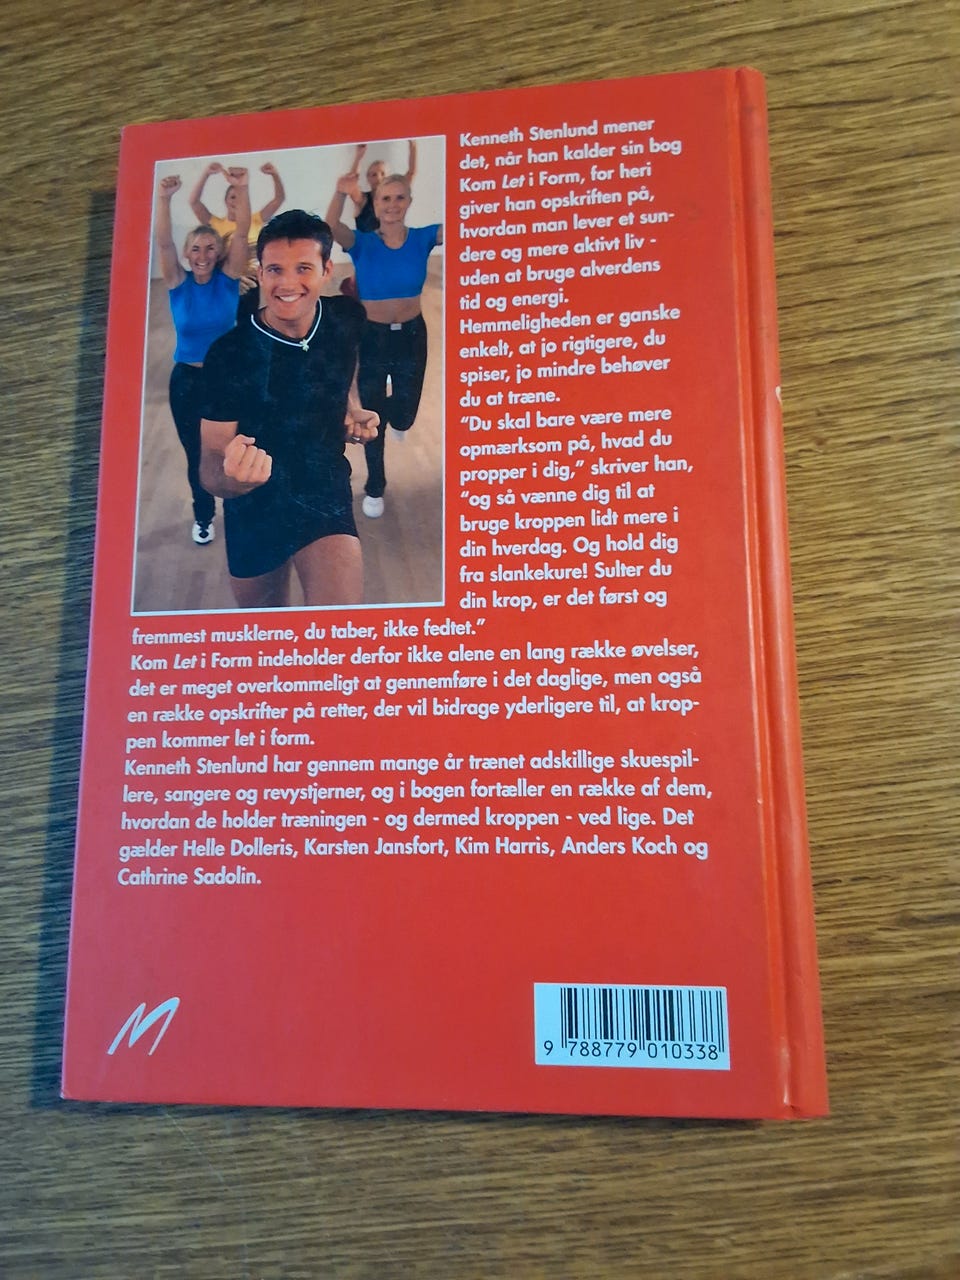 Kenneth Stenlund mener
det, når han kalder sin bog
Kom Let i Form, for heri
giver han opskriften på,
hvordan man lever et sun-
dere og mere aktivt liv -
uden at bruge alverdens
tid og energi.
Hemmeligheden er ganske
enkelt, at jo rigtigere, du
spiser, jo mindre behøver
du at træne.
“Du skal bare være mere
opmærksom på, hvad du
propper i dig,” skriver han,
“og så vænne dig til at
bruge kroppen lidt mere i
din hverdag. Og hold dig
fra slankekure! Sulter du
din krop, er det først og
fremmest musklerne, du taber, ikke fedtet.”
Kom Let i Form indeholder derfor ikke alene en lang række øvelser,
det er meget overkommeligt at gennemføre i det daglige, men også
en række opskrifter på retter, der vil bidrage yderligere til, at krop-
pen kommer let i form.
Kenneth Stenlund har gennem mange år trænet adskillige skuespil-
lere, sangere og revystjerner, og i bogen fortæller en række af dem,
hvordan de holder træningen - og dermed kroppen - ved lige. Det
gælder Helle Dolleris, Karsten Jansfort, Kim Harris, Anders Koch og
Cathrine Sadolin.
M
9 788779 010338